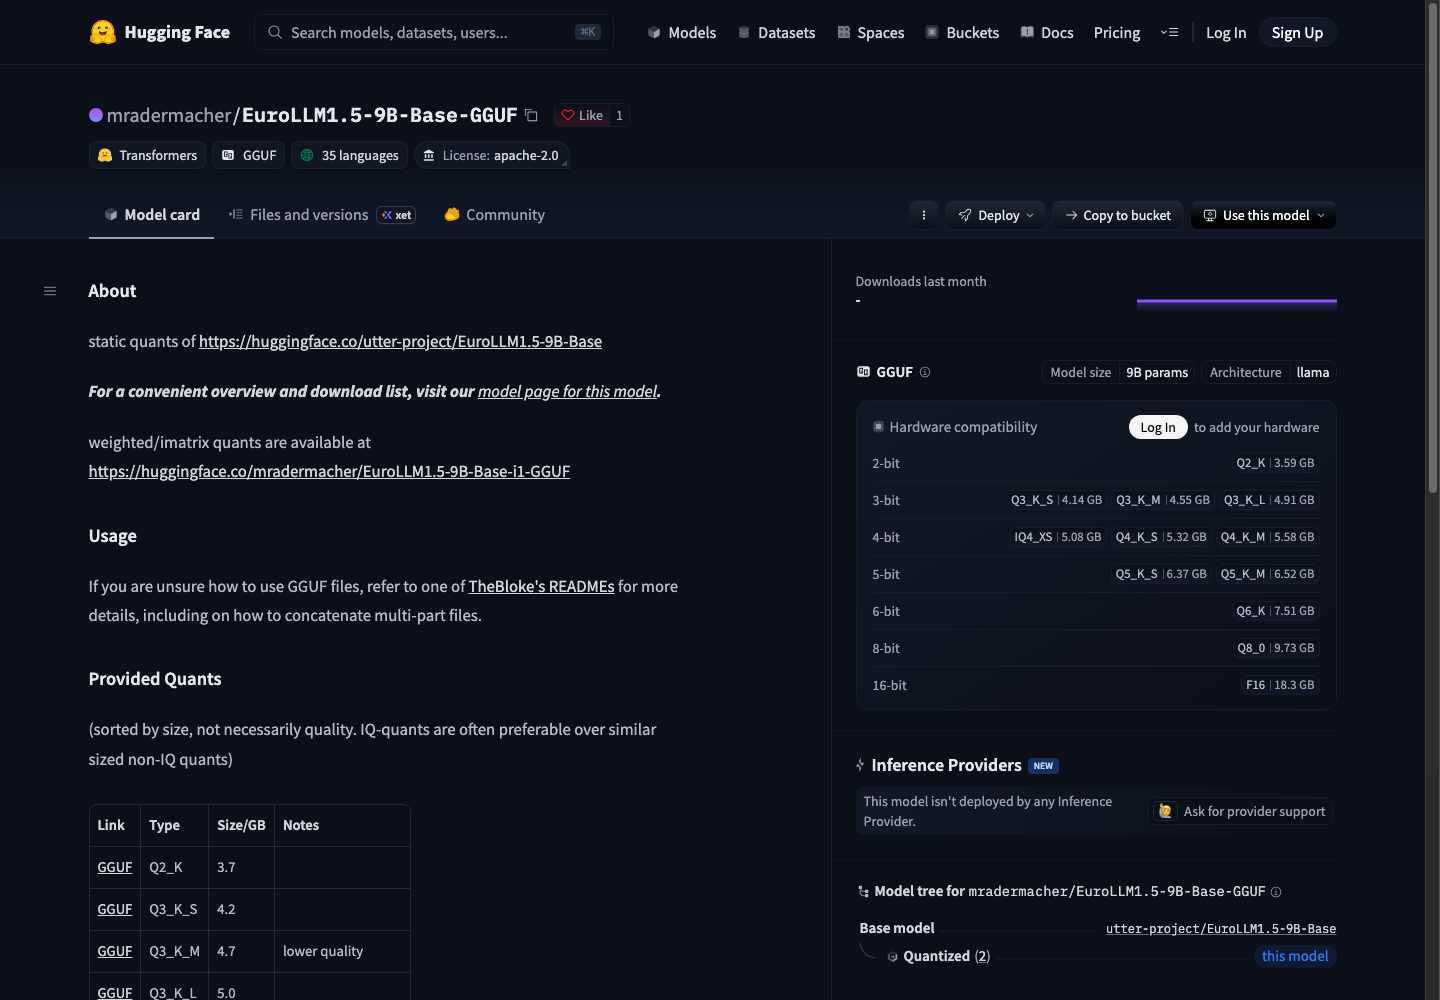 Hugging Face
Search models, datasets, users...
⌘K
Models
Datasets
Spaces
Buckets
Docs
Pricing
Log In
Sign Up
mradermacher/EuroLLM1.5-9B-Base-GGUF
Like 1
Transformers
GGUF
35 languages
License: apache-2.0
Model card
Files and versions
xet
Community
Deploy
Copy to bucket
Use this model
About
static quants of https://huggingface.co/utter-project/EuroLLM1.5-9B-Base
For a convenient overview and download list, visit our model page for this model.
weighted/imatrix quants are available at
https://huggingface.co/mradermacher/EuroLLM1.5-9B-Base-i1-GGUF
Usage
If you are unsure how to use GGUF files, refer to one of TheBloke's READMEs for more
details, including on how to concatenate multi-part files.
Provided Quants
(sorted by size, not necessarily quality. IQ-quants are often preferable over similar
sized non-IQ quants)
Link Type Size/GB Notes
GGUF Q2_K 3.7
GGUF Q3_K_S 4.2
GGUF Q3_K_M 4.7 lower quality
GGUF Q3_K_L 5.0
Downloads last month
-
GGUF
Model size 9B params
Architecture llama
Hardware compatibility
Log In to add your hardware
2-bit Q2_K 3.59 GB
3-bit Q3_K_S 4.14 GB Q3_K_M 4.55 GB Q3_K_L 4.91 GB
4-bit IQ4_XS 5.08 GB Q4_K_S 5.32 GB Q4_K_M 5.58 GB
5-bit Q5_K_S 6.37 GB Q5_K_M 6.52 GB
6-bit Q6_K 7.51 GB
8-bit Q8_0 9.73 GB
16-bit F16 18.3 GB
Inference Providers NEW
This model isn't deployed by any Inference
Provider.
Ask for provider support
Model tree for mradermacher/EuroLLM1.5-9B-Base-GGUF
Base model utter-project/EuroLLM1.5-9B-Base
Quantized (2) this model